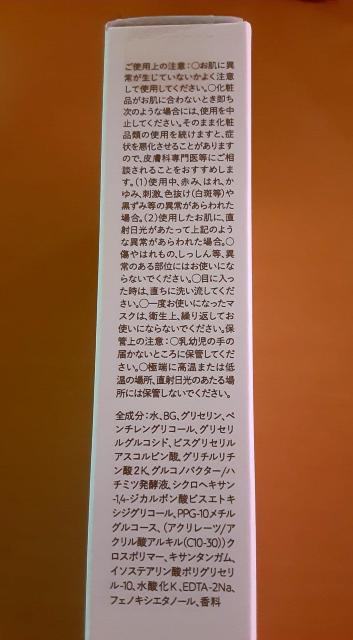 ご使用上の注意:○お肌に異
常が生じていないかよく注意
して使用してください。○化粧
品がお肌に合わないとき即ち
次のような場合には、使用を中
止してください。そのまま化粧
品類の使用を続けますと、症
状を悪化させることがあります
ので、皮膚科専門医等にご相
談されることをおすすめしま
す。(1)使用中、赤み、はれ、か
ゆみ、刺激、色抜け(白斑等)や
黒ずみ等の異常があらわれた
場合。(2)使用したお肌に、直
射日光があたって上記のよう
な異常があらわれた場合。○
傷やはれもの、しっしん等、異
常のある部位にはお使いにな
らないでください。○目に入っ
た時は、直ちに洗い流してくだ
さい。○一度お使いになったマ
スクは、衛生上、繰り返してお
使いにならないでください。保
管上の注意:○乳幼児の手の
届かないところに保管してくだ
さい。○極端に高温または低
温の場所、直射日光のあたる場
所には保管しないでください。
全成分:水、BG、グリセリン、ペ
ンチレングリコール、グリセリ
ルグルコシド、ビスグリセリル
アスコルビン酸、グリチルリチ
ン酸2K、グルコノバクター/ハ
チミツ発酵液、シクロヘキサン
-1,4-ジカルボン酸ビスエトキ
シジグリコール、PPG-10メチル
グルコース、(アクリレーツ/ア
クリル酸アルキル(C10-30))ク
ロスポリマー、キサンタンガム、
イソステアリン酸ポリグリセリ
ル-10、水酸化K、EDTA-2Na、
フェノキシエタノール、香料